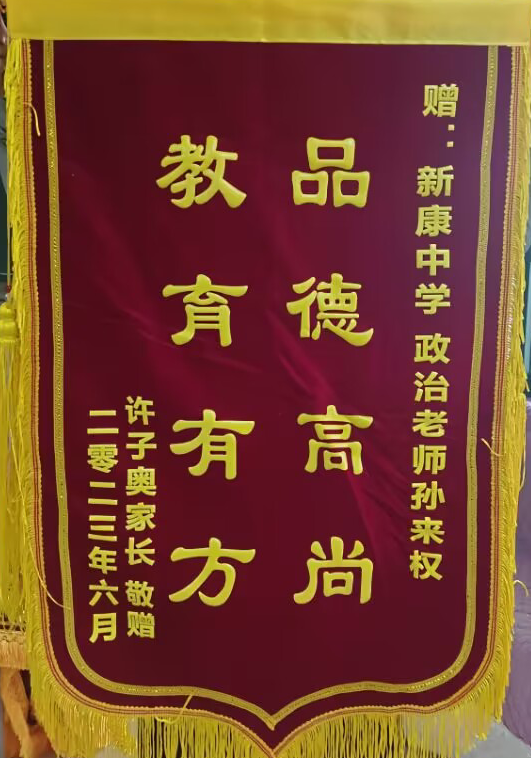 赠：新康中学 政治老师孙来权
品德高尚
教育有方
许子奥家长 敬赠
二零二三年六月